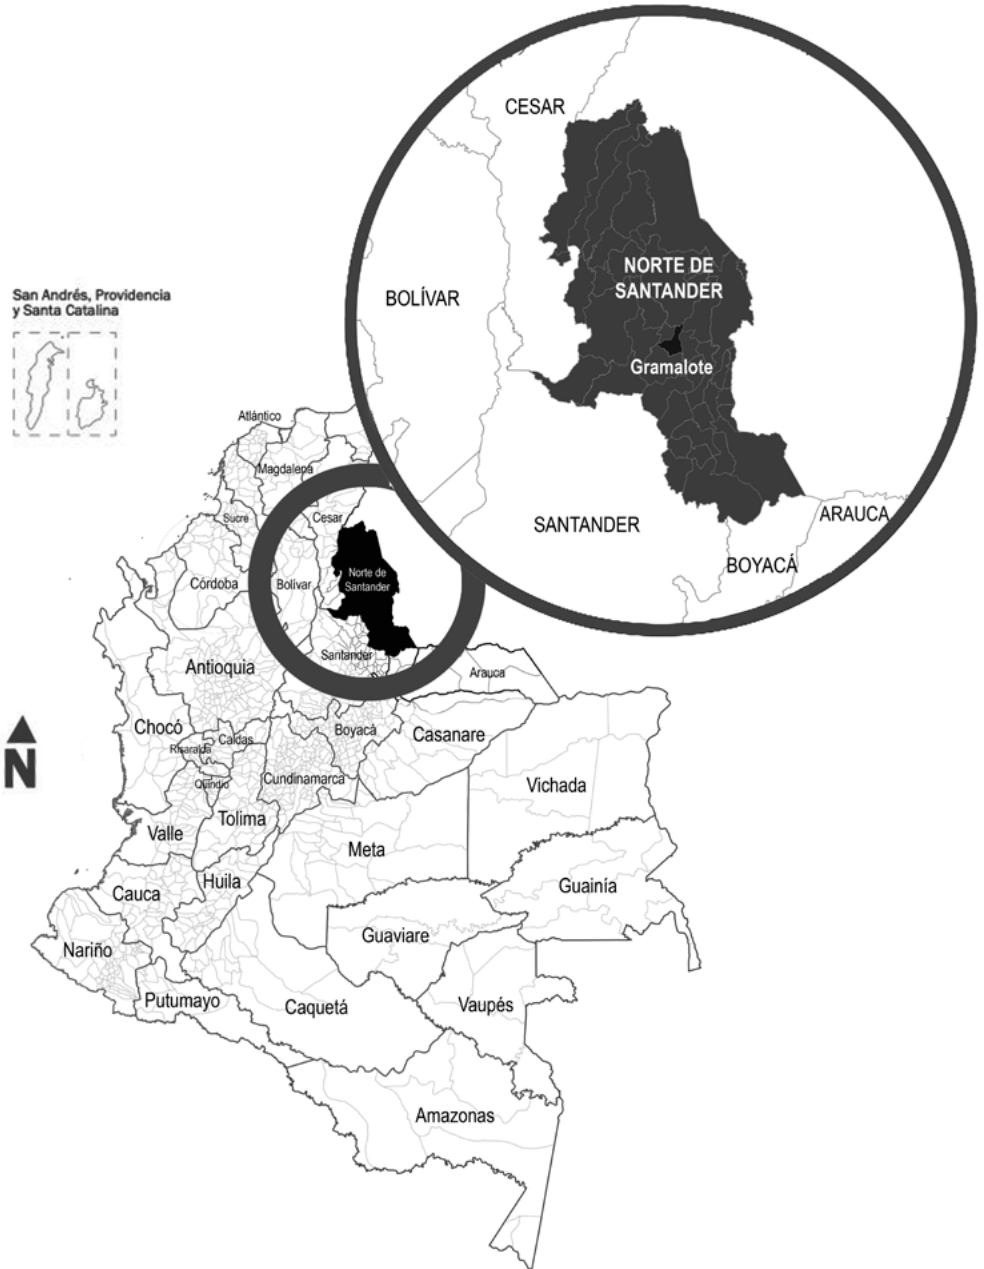 CESAR
NORTE DE
SANTANDER
BOLÍVAR
Gramalote
SANTANDER
ARAUCA
BOYACÁ
San Andrés, Providencia
y Santa Catalina
Atlántico
Magdalena
Sucre
Cesar
Norte de
Santander
Córdoba
Bolívar
Santander
Antioquia
Arauca
Chocó
Boyacá
Casanare
Risaralda
Caldas
Cundinamarca
Quindío
Vichada
N
Valle
Tolima
Meta
Cauca
Huila
Guainía
Nariño
Guaviare
Putumayo
Caquetá
Vaupés
Amazonas